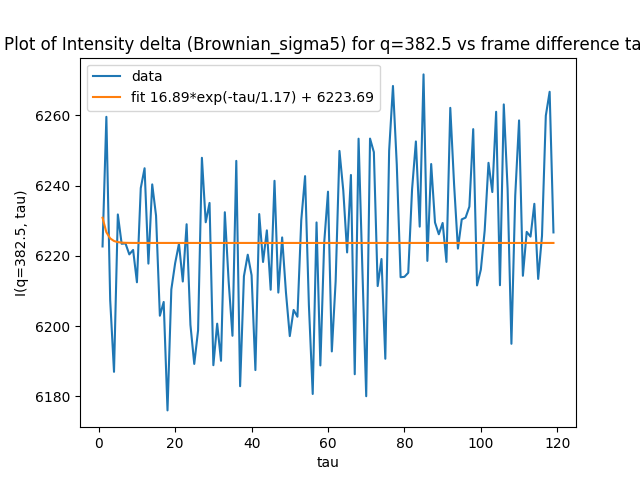 Plot of Intensity delta (Brownian_sigma5) for q=382.5 vs frame difference ta
data
fit 16.89*exp(-tau/1.17) + 6223.69
I(q=382.5, tau)
6260
6240
6220
6200
6180
0 20 40 60 80 100 120
tau